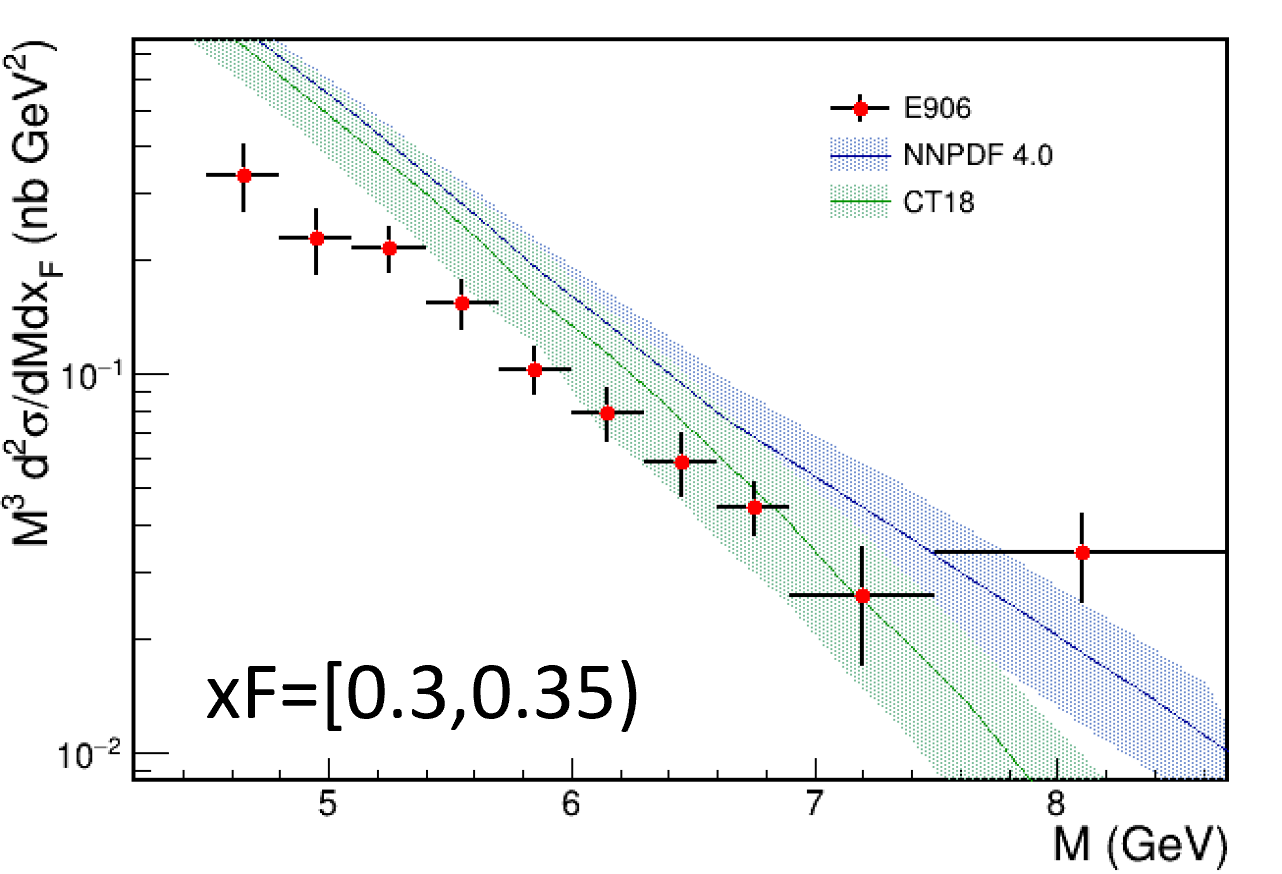 M³ d²σ/dMdx_F (nb GeV²)
E906
NNPDF 4.0
CT18
10⁻¹
10⁻²
xF=[0.3,0.35)
5 6 7 8
M (GeV)